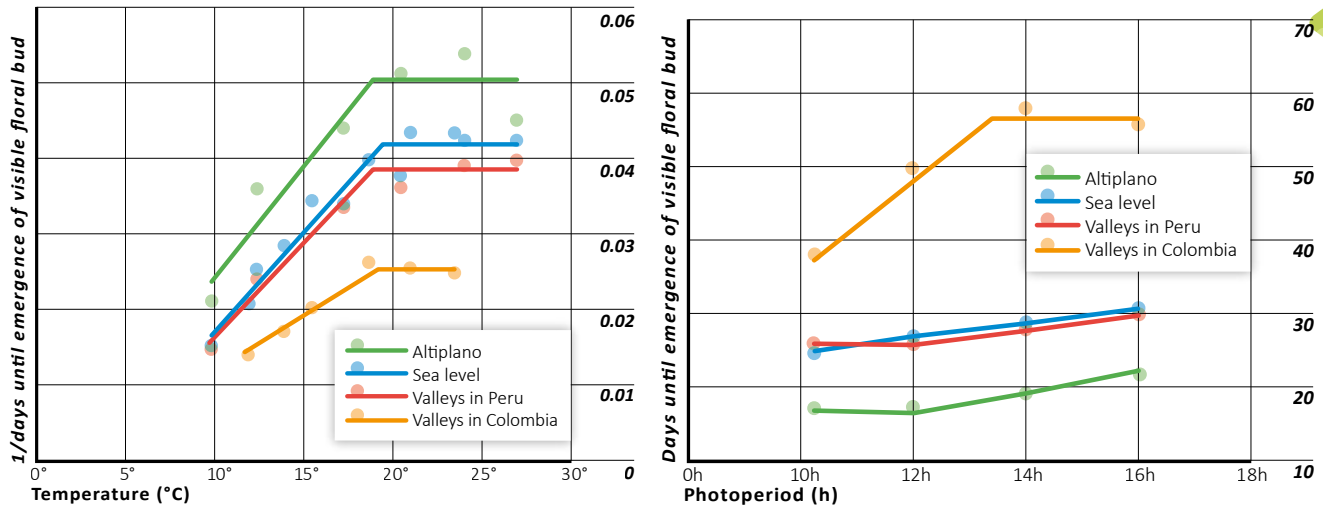 1/days until emergence of visible floral bud
0.06
0.05
0.04
0.03
0.02
0.01
0
Altiplano
Sea level
Valleys in Peru
Valleys in Colombia
0° 5° 10° 15° 20° 25° 30°
Temperature (°C)
Days until emergence of visible floral bud
70
60
50
40
30
20
10
Altiplano
Sea level
Valleys in Peru
Valleys in Colombia
0h 10h 12h 14h 16h 18h
Photoperiod (h)